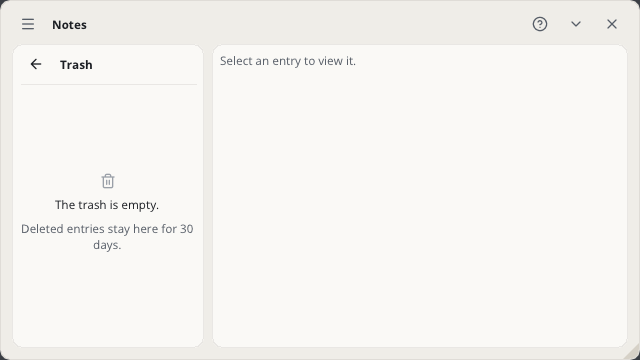 Notes
Trash
The trash is empty.
Deleted entries stay here for 30
days.
Select an entry to view it.